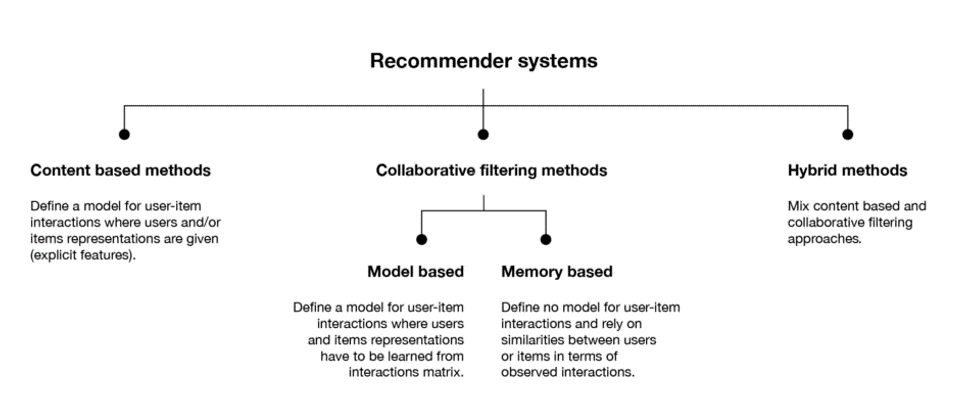 Recommender systems
Content based methods
Define a model for user-item
interactions where users and/or
items representations are given
(explicit features).
Collaborative filtering methods
Model based
Define a model for user-item
interactions where users
and items representations
have to be learned from
interactions matrix.
Memory based
Define no model for user-item
interactions and rely on
similarities between users
or items in terms of
observed interactions.
Hybrid methods
Mix content based and
collaborative filtering
approaches.